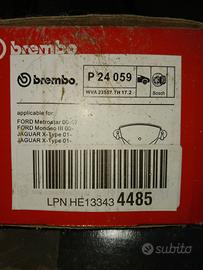 brembo
brembo
P 24 059
WVA 23557. TH 17.2
Bosch
applicable for:
FORD Metrostar 00-07
FORD Mondeo III 00-
JAGUAR X-Type 01-
JAGUAR X-Type 01-
LPN HE13343 4485
subito